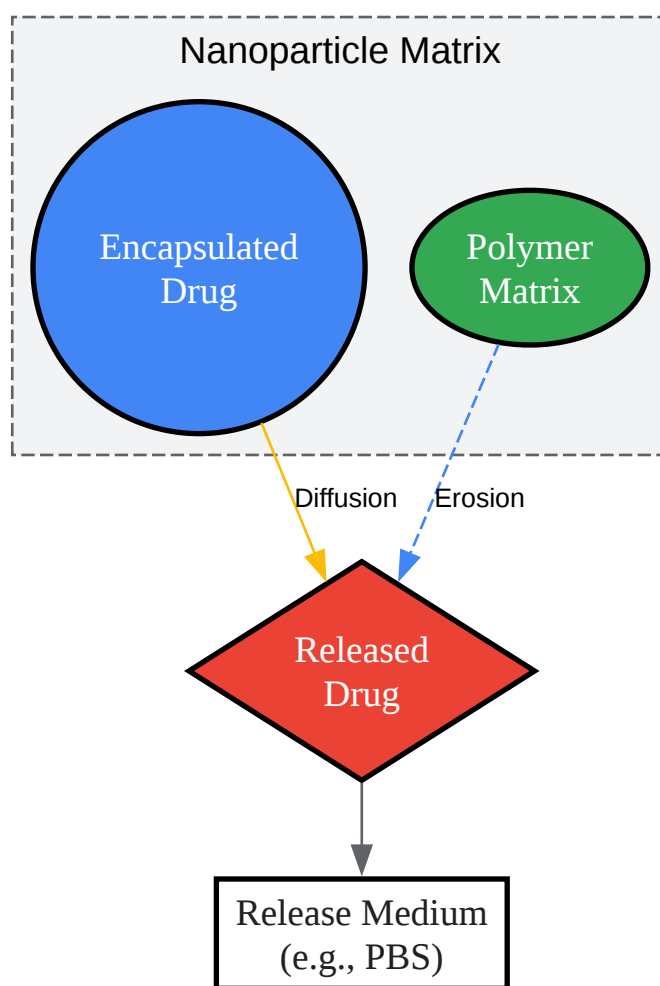 Nanoparticle Matrix
Encapsulated
Drug
Polymer
Matrix
Diffusion
Erosion
Released
Drug
Release Medium
(e.g., PBS)